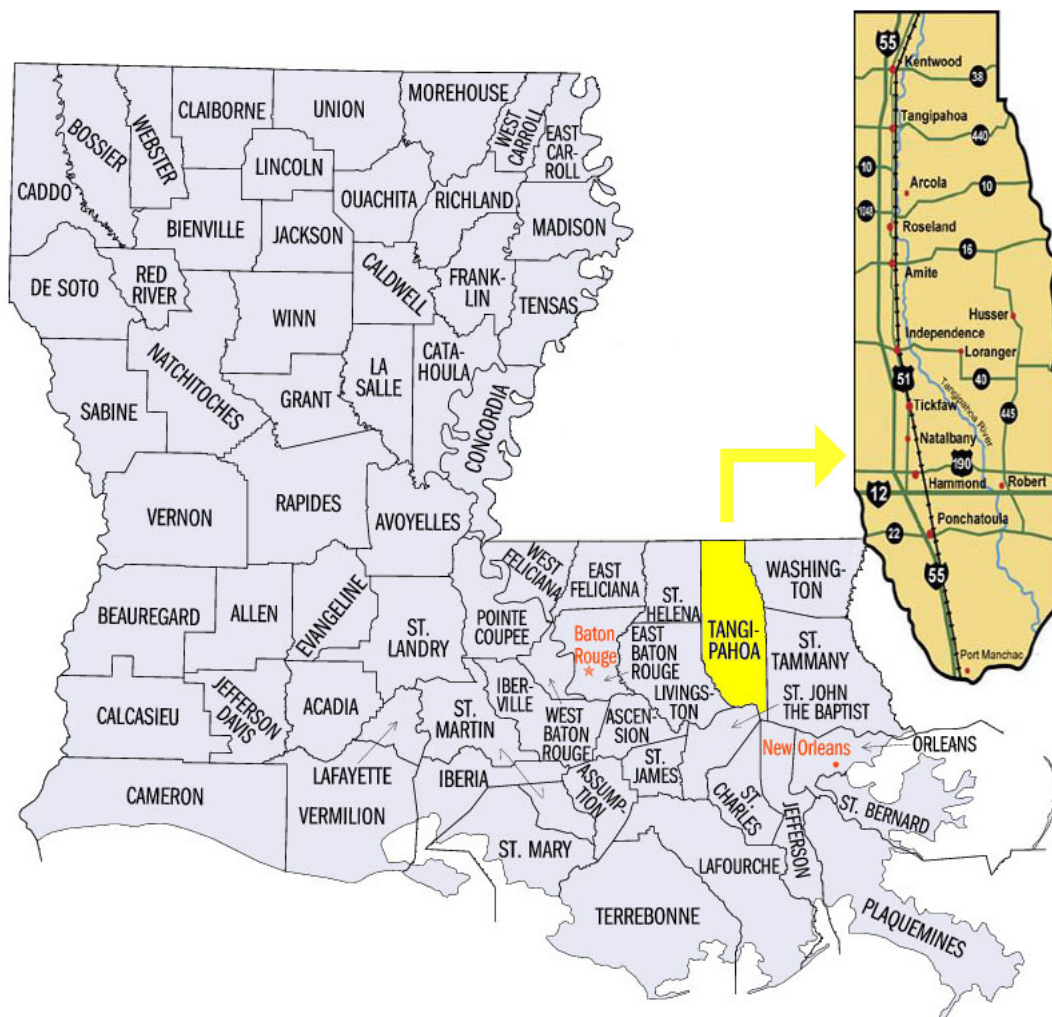 CLAIBORNE
UNION
MOREHOUSE
WEST
CARROLL
EAST
CAR-
ROLL
BOSSIER
WEBSTER
LINCOLN
CADDO
OUACHITA
RICHLAND
MADISON
BIENVILLE
JACKSON
DE SOTO
RED
RIVER
CALDWELL
FRANK-
LIN
TENSAS
WINN
NATCHITOCHES
LA
SALLE
CATA-
HOULA
SABINE
GRANT
CONCORDIA
VERNON
RAPIDES
AVOYELLES
WEST
FELICIANA
EAST
FELICIANA
ST.
HELENA
TANGI-
PAHOA
WASHING-
TON
BEAUREGARD
ALLEN
EVANGELINE
ST.
LANDRY
POINTE
COUPEE
Baton
Rouge
EAST
BATON
ROUGE
ST.
TAMMANY
LIVINGS-
TON
ST. JOHN
THE BAPTIST
CALCASIEU
JEFFERSON
DAVIS
ACADIA
ST.
MARTIN
IBER-
VILLE
WEST
BATON
ROUGE
ASCEN-
SION
New Orleans
ORLEANS
LAFAYETTE
IBERIA
ASSUMP-
TION
ST.
JAMES
ST.
CHARLES
JEFFERSON
ST. BERNARD
CAMERON
VERMILION
ST. MARY
LAFOURCHE
TERREBONNE
PLAQUEMINES
55
Kentwood
38
Tangipahoa
440
10
Arcola
10
1048
Roseland
16
Amite
Husser
Independence
Loranger
51
40
Tickfaw
445
Tangipahoa
River
Natalbany
190
Hammond
Robert
12
Ponchatoula
22
55
Port Manchac